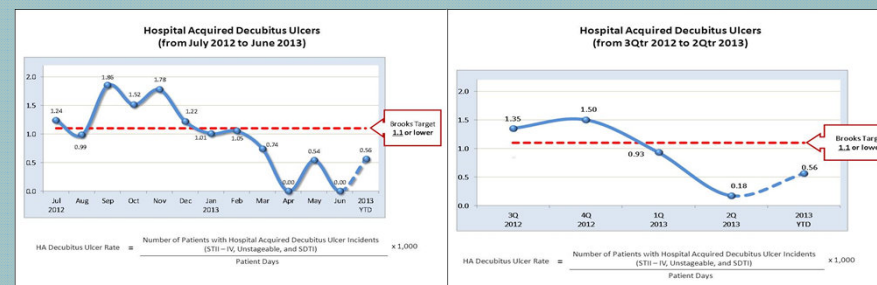 Hospital Acquired Decubitus Ulcers
(from July 2012 to June 2013)
2.0
1.5
1.0
0.5
0.0
1.24
0.99
1.86
1.52
1.78
1.22
1.01
1.05
0.74
0.00
0.54
0.00
0.56
Brooks Target
1.1 or lower
Jul Aug Sep Oct Nov Dec Jan Feb Mar Apr May Jun 2013
2012 2013 YTD
HA Decubitus Ulcer Rate = Number of Patients with Hospital Acquired Decubitus Ulcer Incidents x 1,000
(STII – IV, Unstageable, and SDTI)
Patient Days
Hospital Acquired Decubitus Ulcers
(from 3Qtr 2012 to 2Qtr 2013)
2.0
1.5
1.0
0.5
0.0
1.35
1.50
0.93
0.18
0.56
Brooks Targ
1.1 or lowe
3Q 4Q 1Q 2Q 2013
2012 2012 2013 2013 YTD
HA Decubitus Ulcer Rate = Number of Patients with Hospital Acquired Decubitus Ulcer Incidents x 1,000
(STII – IV, Unstageable, and SDTI)
Patient Days